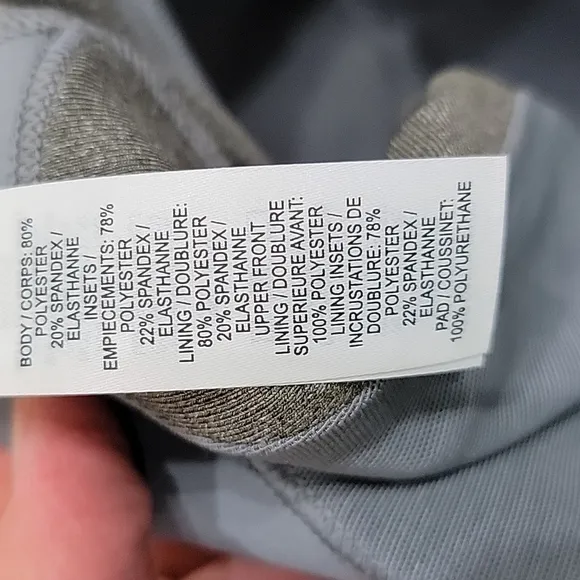 BODY / CORPS: 80%
POLYESTER
20% SPANDEX /
ELASTHANNE
INSETS /
EMPIECEMENTS: 78%
POLYESTER
22% SPANDEX /
ELASTHANNE
LINING / DOUBLURE:
80% POLYESTER
20% SPANDEX /
ELASTHANNE
UPPER FRONT
LINING / DOUBLURE
SUPERIEURE AVANT:
100% POLYESTER
LINING INSETS /
INCRUSTATIONS DE
DOUBLURE: 78%
POLYESTER
22% SPANDEX /
ELASTHANNE
PAD / COUSSINET:
100% POLYURETHANE